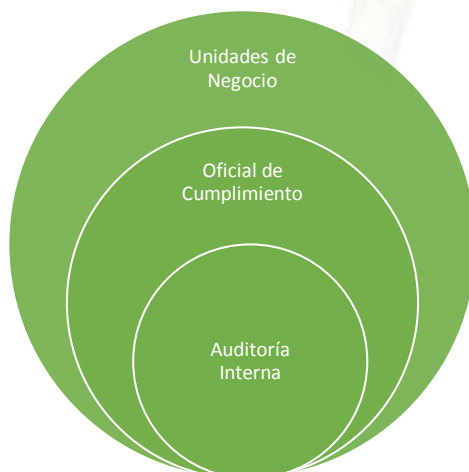 Unidades de
Negocio
Oficial de
Cumplimiento
Auditoría
Interna